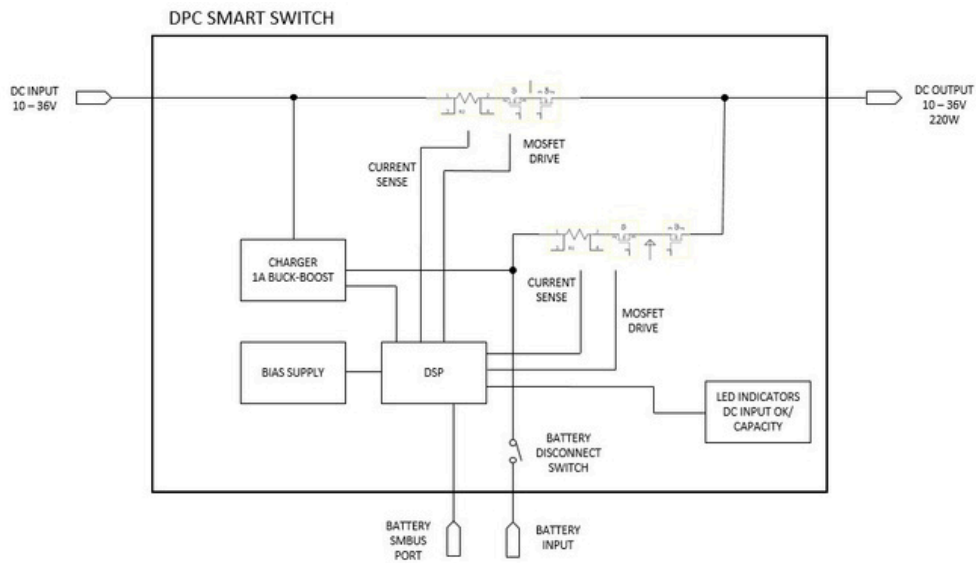 DPC SMART SWITCH
DC INPUT
10 – 36V
DC OUTPUT
10 – 36V
220W
MOSFET
DRIVE
CURRENT
SENSE
CHARGER
1A BUCK-BOOST
CURRENT
SENSE
MOSFET
DRIVE
BIAS SUPPLY
DSP
LED INDICATORS
DC INPUT OK/
CAPACITY
BATTERY
DISCONNECT
SWITCH
BATTERY
SMBUS
PORT
BATTERY
INPUT